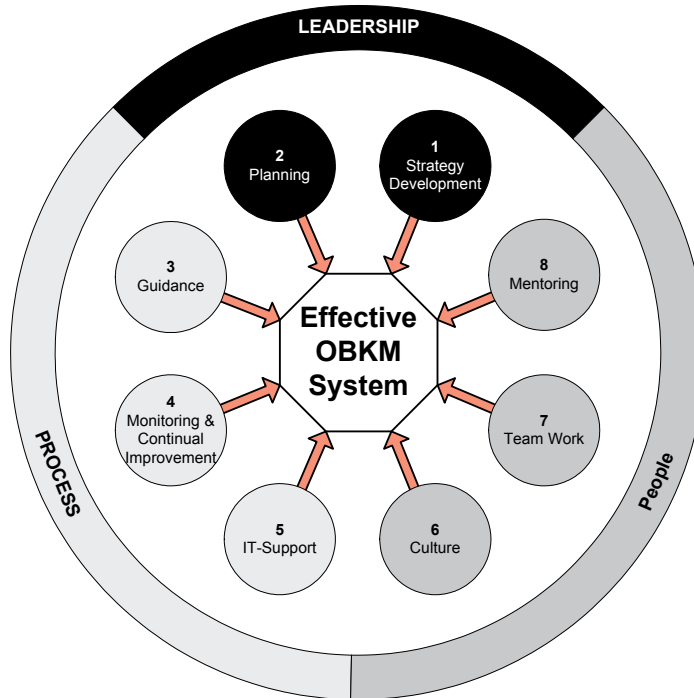 LEADERSHIP
1
Strategy
Development
2
Planning
3
Guidance
4
Monitoring &
Continual
Improvement
5
IT-Support
6
Culture
7
Team Work
8
Mentoring
Effective
OBKM
System
PROCESS
People